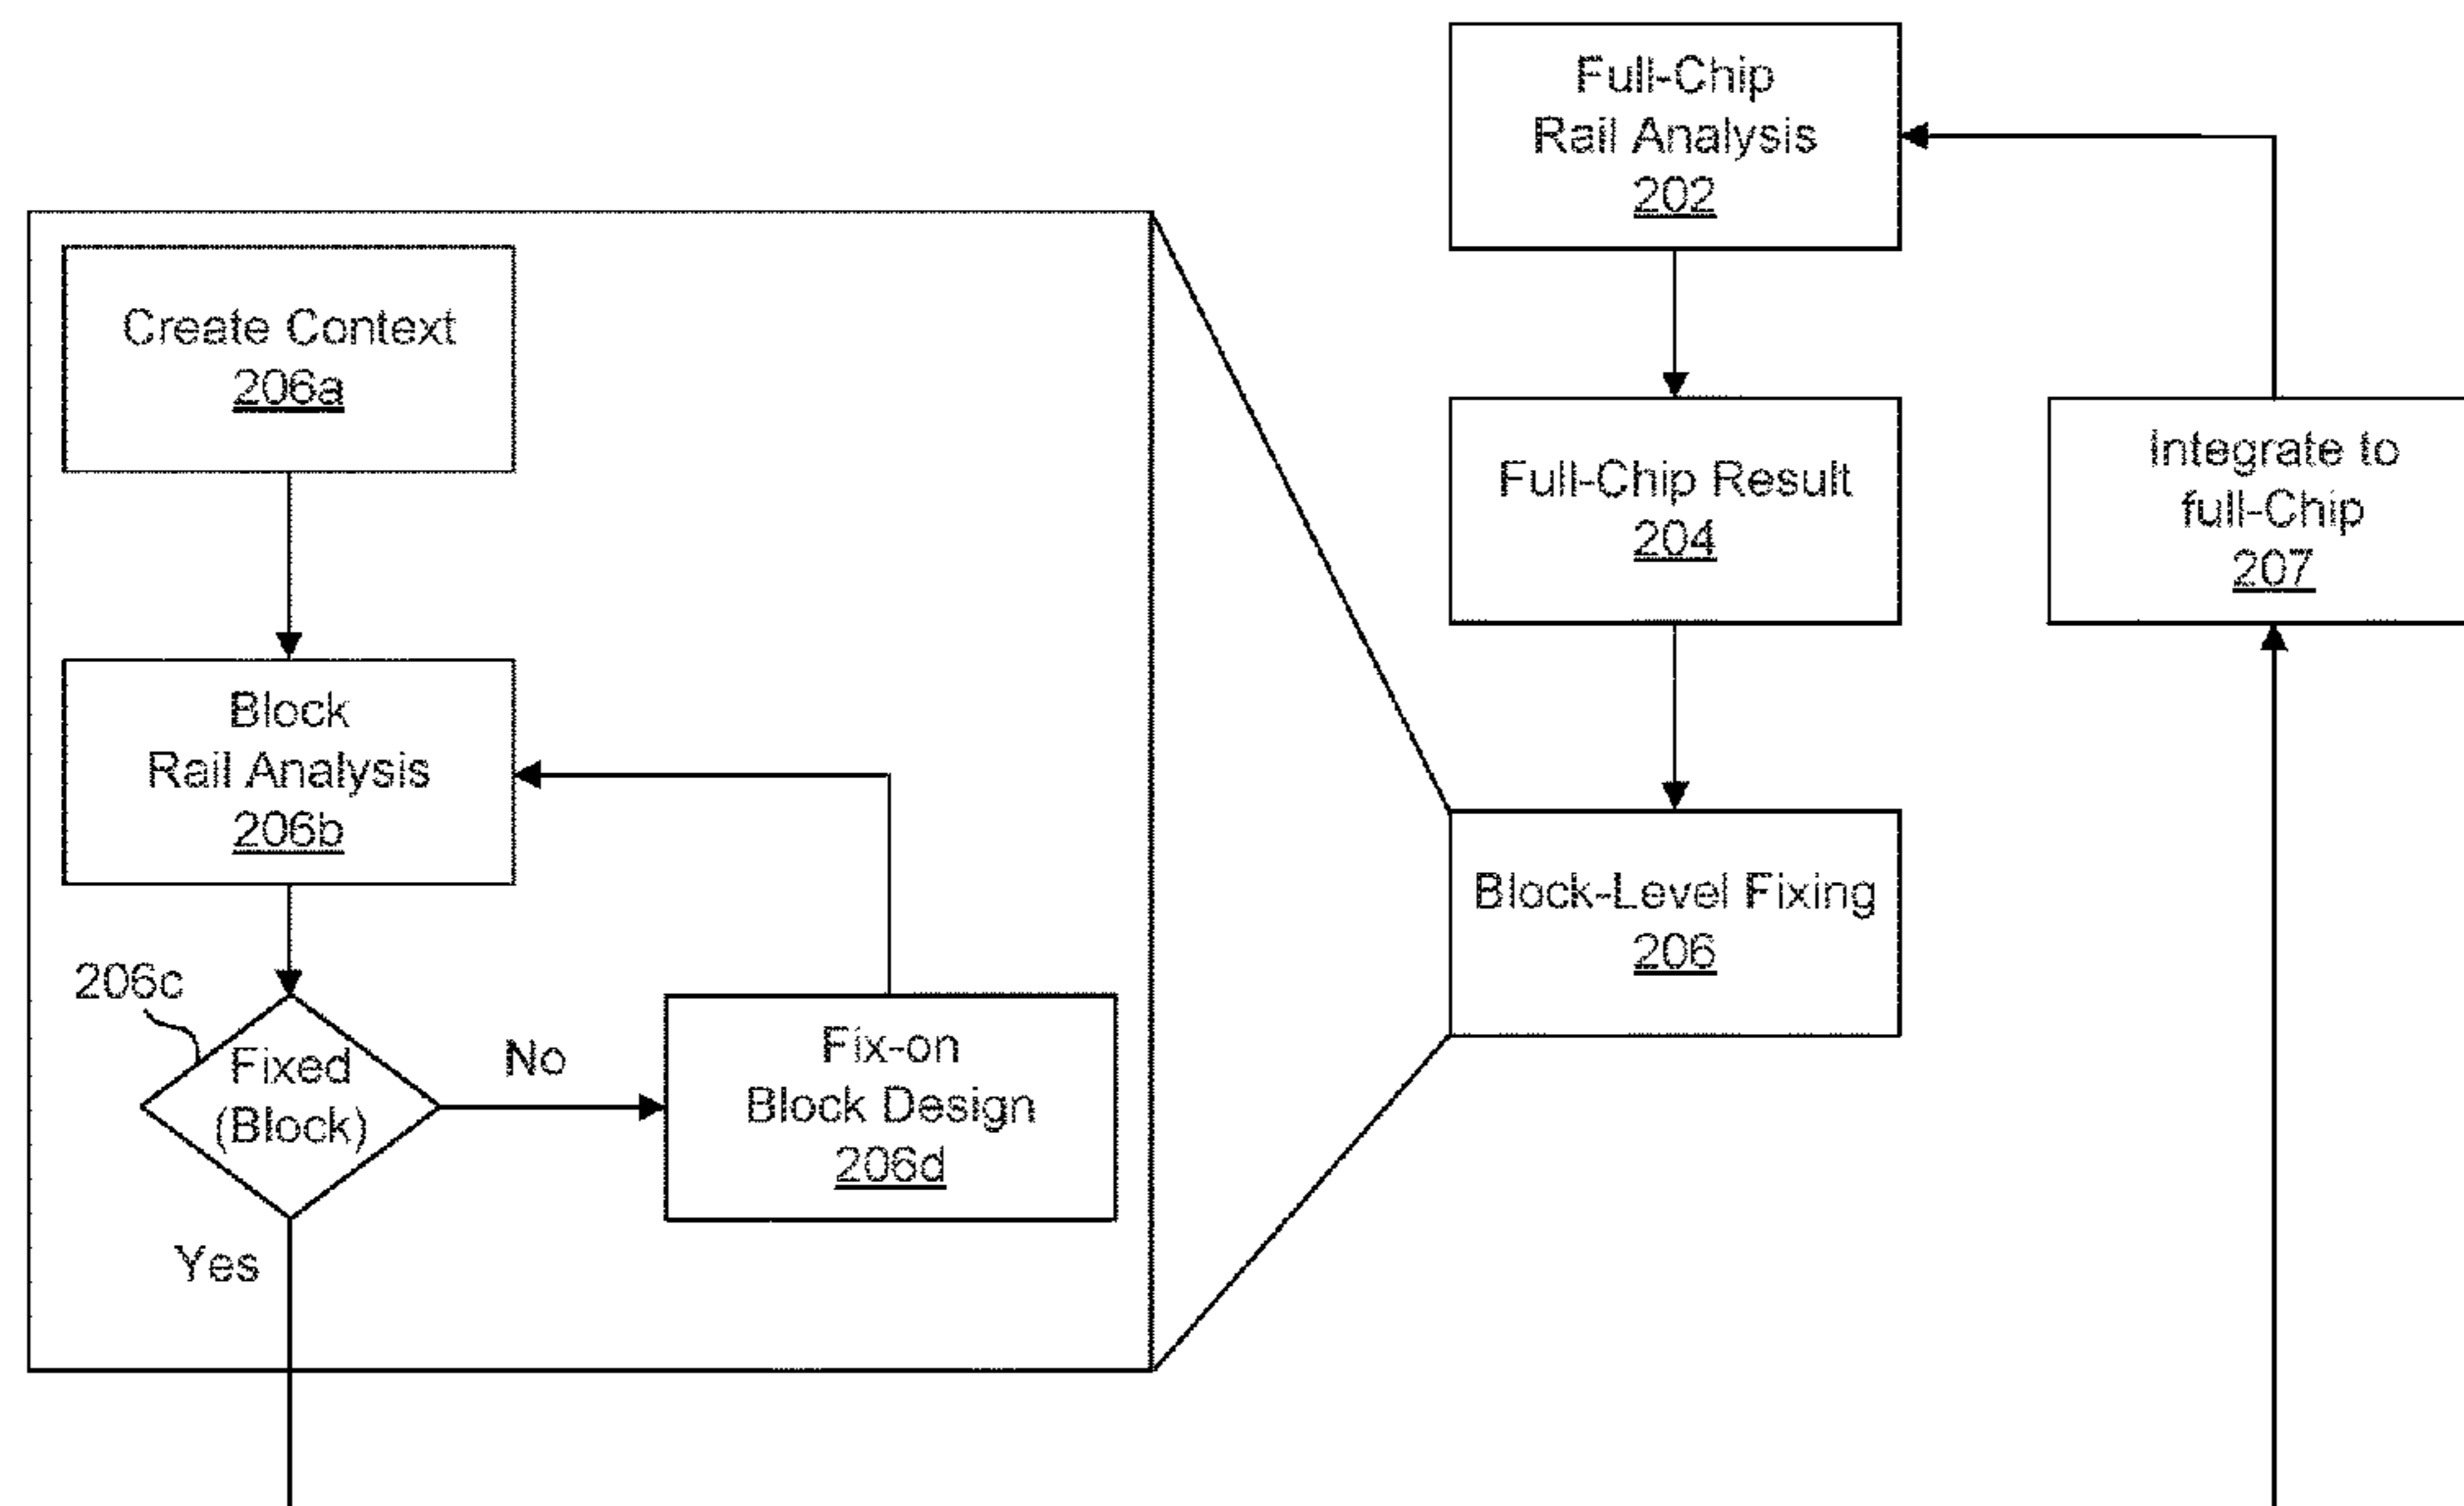 Full-Chip
Rail Analysis
202
Create Context
206a
Full-Chip Result
204
Integrate to
full-Chip
207
Block
Rail Analysis
206b
Block-Level Fixing
206
206c
Fixed
(Block)
No
Fix-on
Block Design
206d
Yes